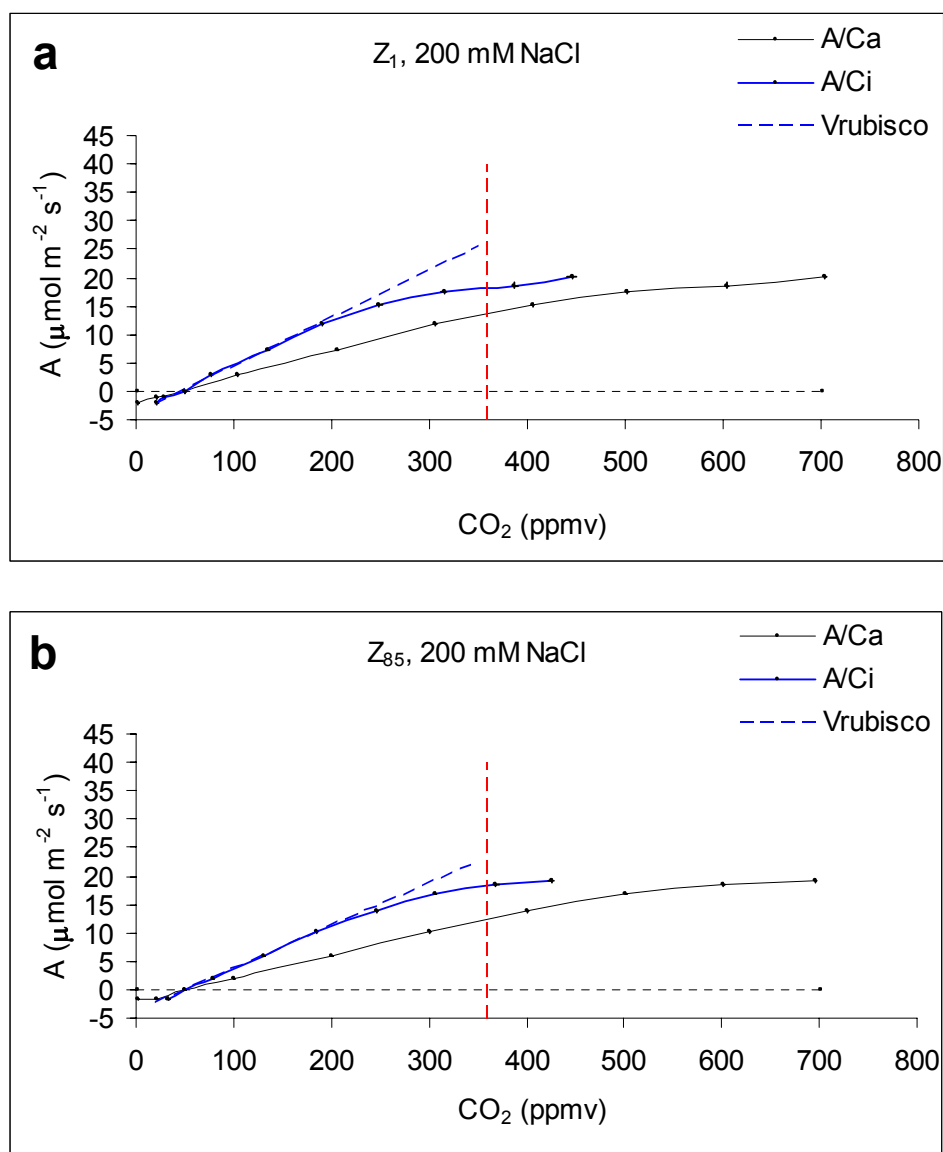 a
Z₁, 200 mM NaCl
A/Ca
A/Ci
Vrubisco
45
40
35
30
25
20
15
10
5
0
-5
A (μmol m⁻² s⁻¹)
0 100 200 300 400 500 600 700 800
CO₂ (ppmv)
b
Z₈₅, 200 mM NaCl
A/Ca
A/Ci
Vrubisco
45
40
35
30
25
20
15
10
5
0
-5
A (μmol m⁻² s⁻¹)
0 100 200 300 400 500 600 700 800
CO₂ (ppmv)